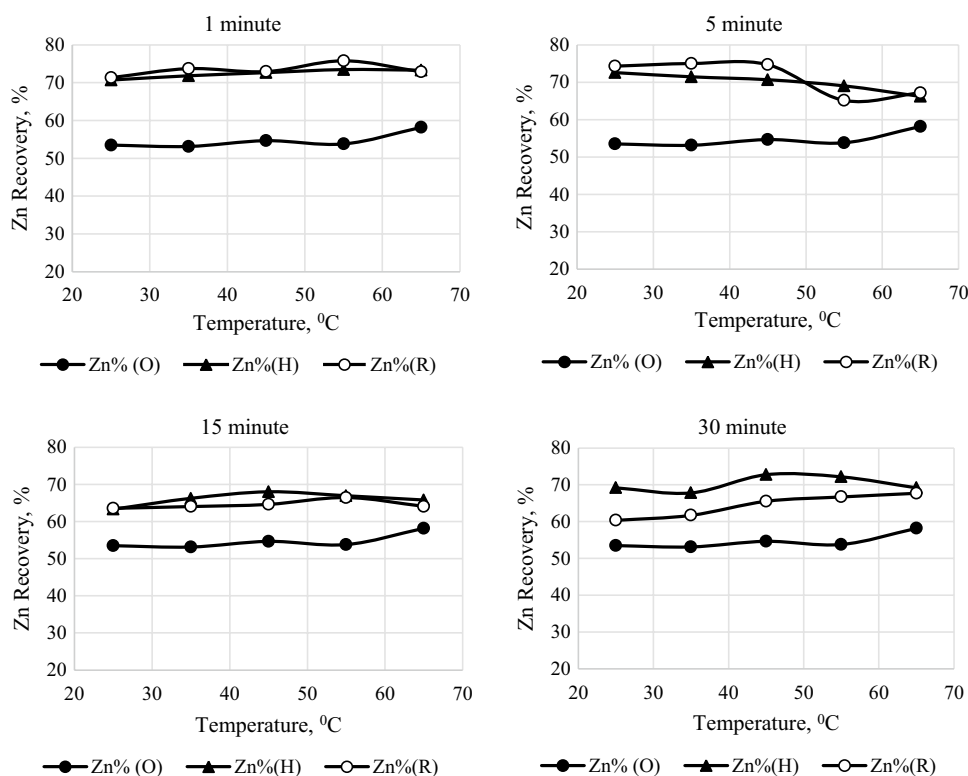 1 minute
80
70
60
50
40
30
20
Zn Recovery, %
20 30 40 50 60 70
Temperature, ⁰C
Zn% (O) Zn%(H) Zn%(R)
5 minute
80
70
60
50
40
30
20
Zn Recovery, %
20 30 40 50 60 70
Temperature, ⁰C
Zn% (O) Zn%(H) Zn%(R)
15 minute
80
70
60
50
40
30
20
Zn Recovery, %
20 30 40 50 60 70
Temperature, ⁰C
Zn% (O) Zn%(H) Zn%(R)
30 minute
80
70
60
50
40
30
20
Zn Recovery, %
20 30 40 50 60 70
Temperature, ⁰C
Zn% (O) Zn%(H) Zn%(R)